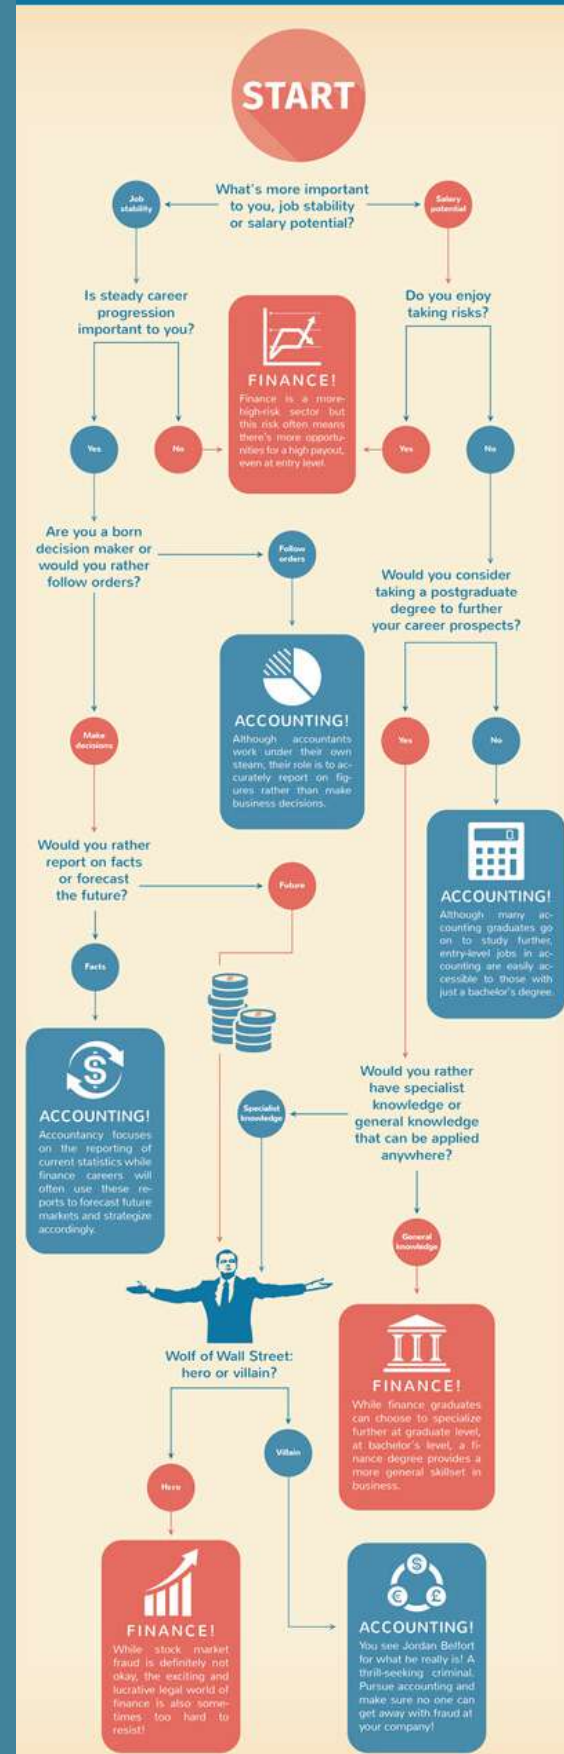 START
What's more important
to you, job stability
or salary potential?
Job
stability
Salary
potential
Is steady career
progression
important to you?
Do you enjoy
taking risks?
FINANCE!
Finance is a more-
high-risk sector but
this risk often means
there's more opportu-
nities for a high payout,
even at entry level.
Yes
No
Yes
No
Are you a born
decision maker or
would you rather
follow orders?
Follow
orders
Would you consider
taking a postgraduate
degree to further
your career prospects?
ACCOUNTING!
Although accountants
work under their own
steam, their role is to ac-
curately report on fig-
ures rather than make
business decisions.
Make
decisions
Yes
No
Would you rather
report on facts
or forecast
the future?
Future
ACCOUNTING!
Although many ac-
counting graduates go
on to study further,
entry-level jobs in ac-
counting are easily ac-
cessible to those with
just a bachelor's degree.
Facts
ACCOUNTING!
Accountancy focuses
on the reporting of
current statistics while
finance careers will
often use these re-
ports to forecast future
markets and strategize
accordingly.
Would you rather
have specialist
knowledge or
general knowledge
that can be applied
anywhere?
Specialist
knowledge
General
knowledge
Wolf of Wall Street:
hero or villain?
FINANCE!
While finance graduates
can choose to specialize
further at graduate level,
at bachelor's level, a fi-
nance degree provides a
more general skillset in
business.
Villain
Hero
FINANCE!
While stock market
fraud is definitely not
okay, the exciting and
lucrative legal world of
finance is also some-
times too hard to
resist!
ACCOUNTING!
You see Jordan Belfort
for what he really is! A
thrill-seeking criminal.
Pursue accounting and
make sure no one can
get away with fraud at
your company!